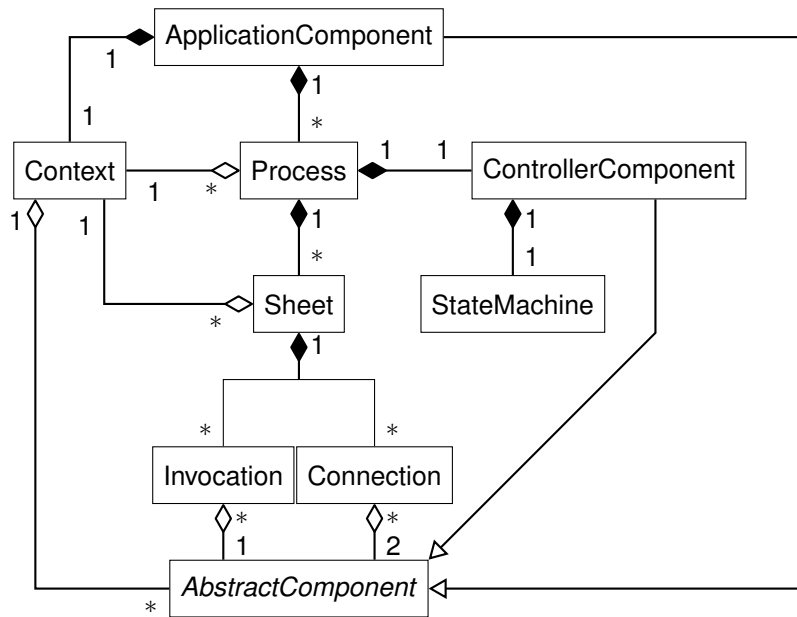 ApplicationComponent
1
1
1
*
Context
1
*
Process
1
1
ControllerComponent
1
1
1
1
*
1
StateMachine
*
Sheet
1
*
*
Invocation
Connection
*
*
1
2
*
AbstractComponent